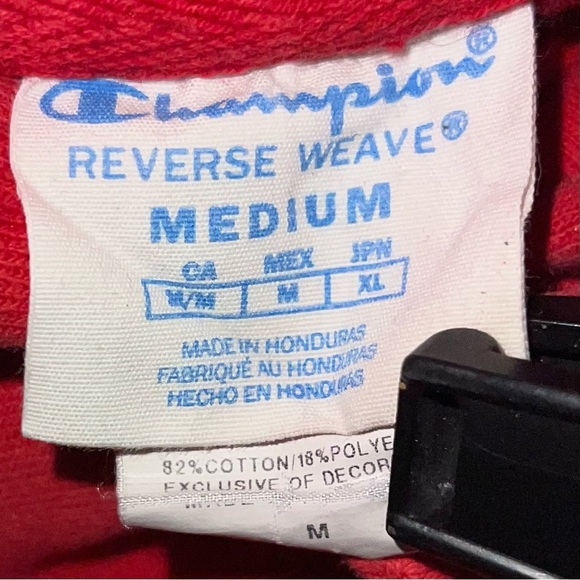 Champion®
REVERSE WEAVE®
MEDIUM
CA MEX JPN
M/M M XL
MADE IN HONDURAS
FABRIQUÉ AU HONDURAS
HECHO EN HONDURAS
82%COTTON/18%POLYE
EXCLUSIVE OF DECOR
M